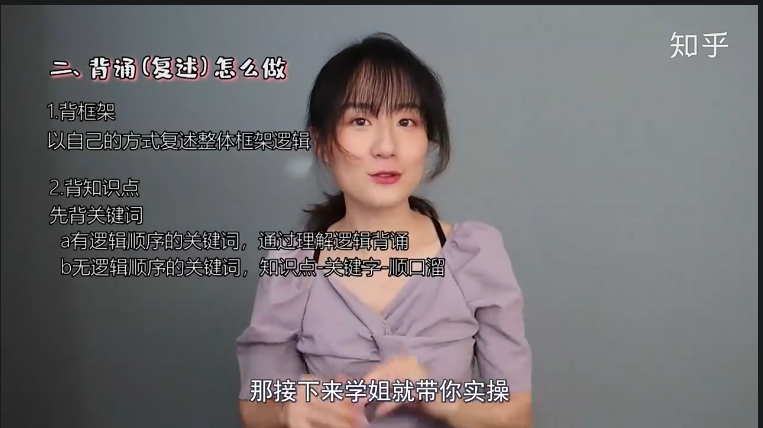 知乎
二、背诵(复述)怎么做
1.背框架
以自己的方式复述整体框架逻辑
2.背知识点
先背关键词
a有逻辑顺序的关键词，通过理解逻辑背诵
b无逻辑顺序的关键词，知识点-关键字-顺口溜
那接下来学姐就带你实操